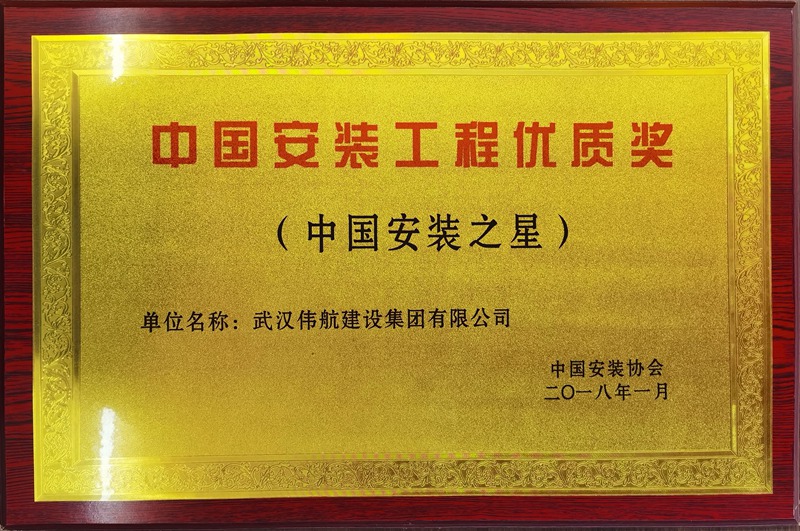 中国安装工程优质奖
（中国安装之星）
单位名称：武汉伟航建设集团有限公司
中国安装协会
二〇一八年一月